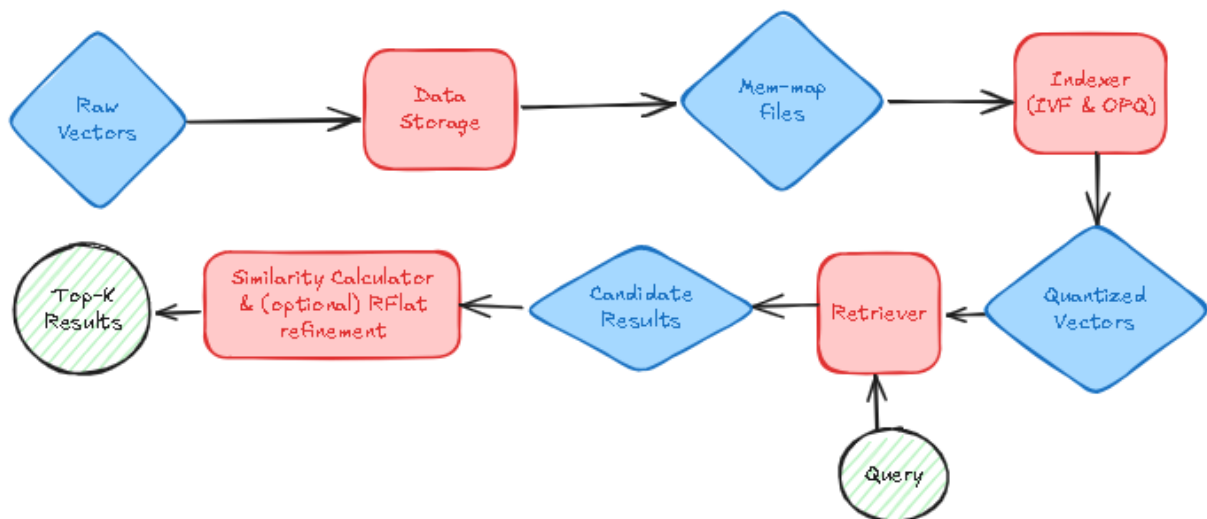 Raw
Vectors
Data
Storage
Mem-map
files
Indexer
(IVF & OPQ)
Quantized
Vectors
Retriever
Query
Candidate
Results
Similarity Calculator
& (optional) RFlat
refinement
Top-K
Results